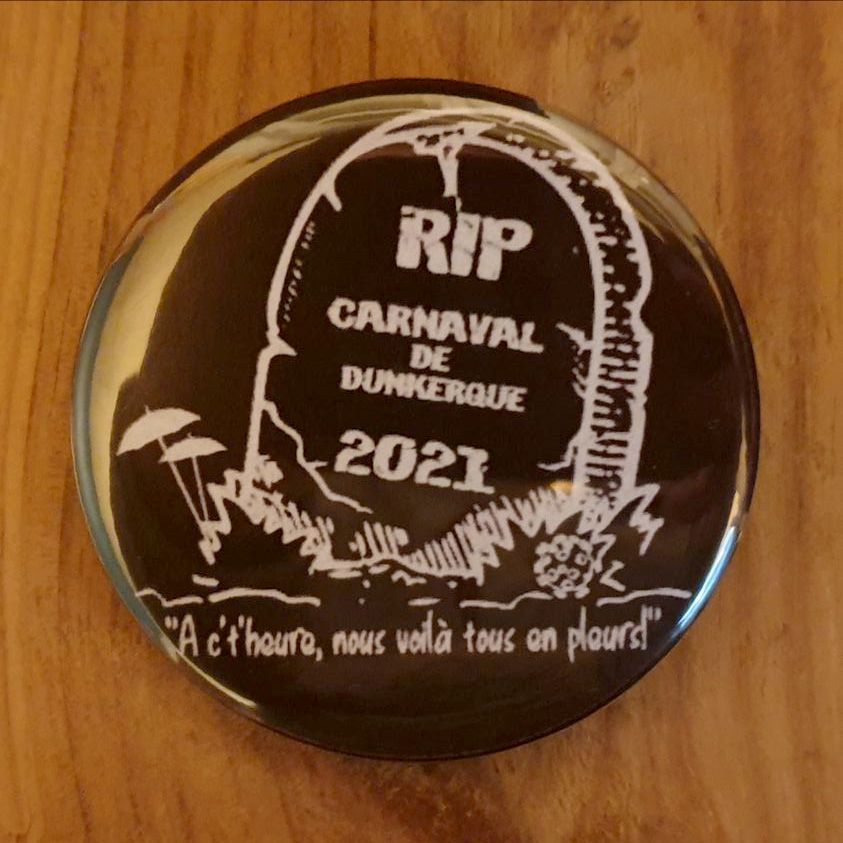 RIP
CARNAVAL
DE
DUNKERQUE
2021
"A c't'heure, nous voilà tous en pleurs!"